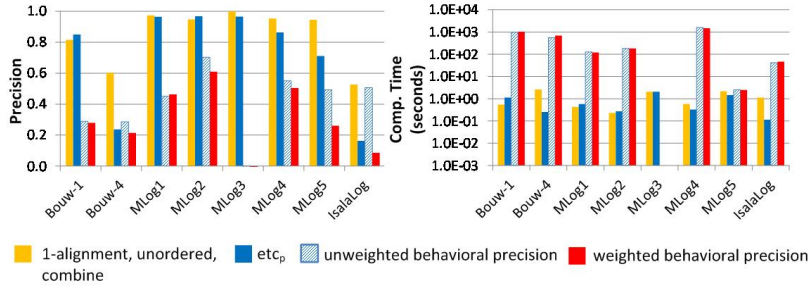 1.0
0.8
0.6
0.4
0.2
0.0
Precision
Bouw-1
Bouw-4
MLog1
MLog2
MLog3
MLog4
MLog5
IsalaLog
1.0E+04
1.0E+03
1.0E+02
1.0E+01
1.0E+00
1.0E-01
1.0E-02
1.0E-03
Comp. Time
(seconds)
Bouw-1
Bouw-4
MLog1
MLog2
MLog3
MLog4
MLog5
IsalaLog
1-alignment, unordered,
combine
etcp
unweighted behavioral precision
weighted behavioral precision